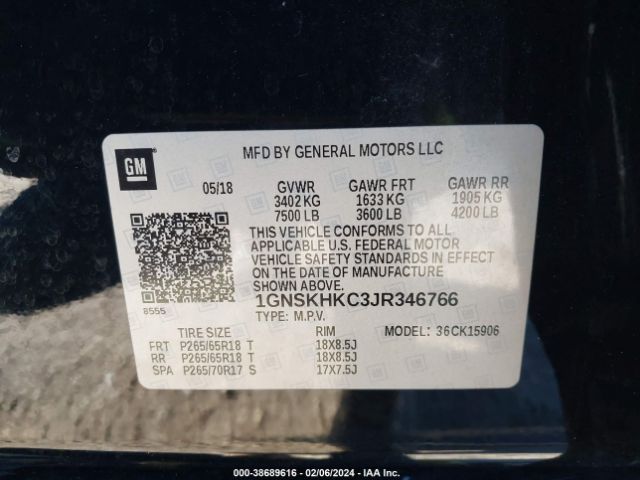 GM
MFD BY GENERAL MOTORS LLC
05/18 GVWR GAWR FRT GAWR RR
3402 KG 1633 KG 1905 KG
7500 LB 3600 LB 4200 LB
THIS VEHICLE CONFORMS TO ALL
APPLICABLE U.S. FEDERAL MOTOR
VEHICLE SAFETY STANDARDS IN EFFECT
ON THE DATE OF MANUFACTURE
SHOWN ABOVE.
8555
1GNSKHKC3JR346766
TYPE: M.P.V.
TIRE SIZE RIM MODEL: 36CK15906
FRT P265/65R18 T 18X8.5J
RR P265/65R18 T 18X8.5J
SPA P265/70R17 S 17X7.5J
00-38689616 - 02/06/2024 - IAA Inc.